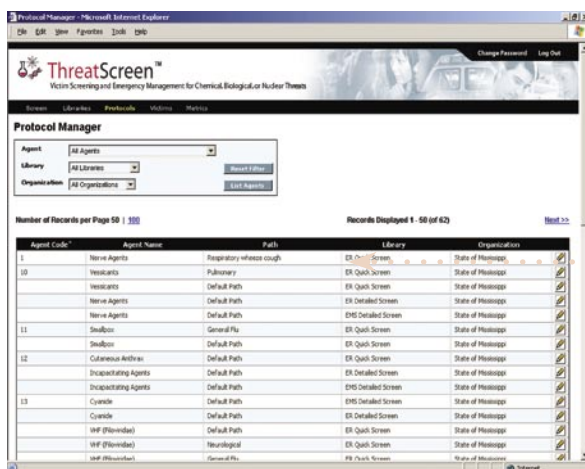 Protocol Manager - Microsoft Internet Explorer
File Edit View Favorites Tools Help
Change Password Log Out
ThreatScreen™
Victim Screening and Emergency Management for Chemical, Biological, or Nuclear Threats
Screen Libraries Protocols Victims Metrics
Protocol Manager
Agent All Agents
Library All Libraries Reset Filter
Organization All Organizations List Agents
Number of Records per Page 50 | 100 Records Displayed 1 - 50 (of 62) Next >>
Agent Code Agent Name Path Library Organization
1 Nerve Agents Respiratory wheeze cough ER Quick Screen State of Mississippi
10 Vessicants Pulmonary ER Quick Screen State of Mississippi
Vessicants Default Path ER Quick Screen State of Mississippi
Nerve Agents Default Path ER Detailed Screen State of Mississippi
Nerve Agents Default Path EMS Detailed Screen State of Mississippi
11 Smallpox General Flu ER Quick Screen State of Mississippi
Smallpox Default Path ER Quick Screen State of Mississippi
12 Cutaneous Anthrax Default Path ER Quick Screen State of Mississippi
Incapacitating Agents Default Path ER Detailed Screen State of Mississippi
Incapacitating Agents Default Path EMS Detailed Screen State of Mississippi
13 Cyanide Default Path EMS Detailed Screen State of Mississippi
Cyanide Default Path ER Detailed Screen State of Mississippi
VHF (Filoviridae) Default Path ER Quick Screen State of Mississippi
VHF (Filoviridae) Neurological ER Quick Screen State of Mississippi
VHF (Filoviridae) General Flu ER Quick Screen State of Mississippi
Internet